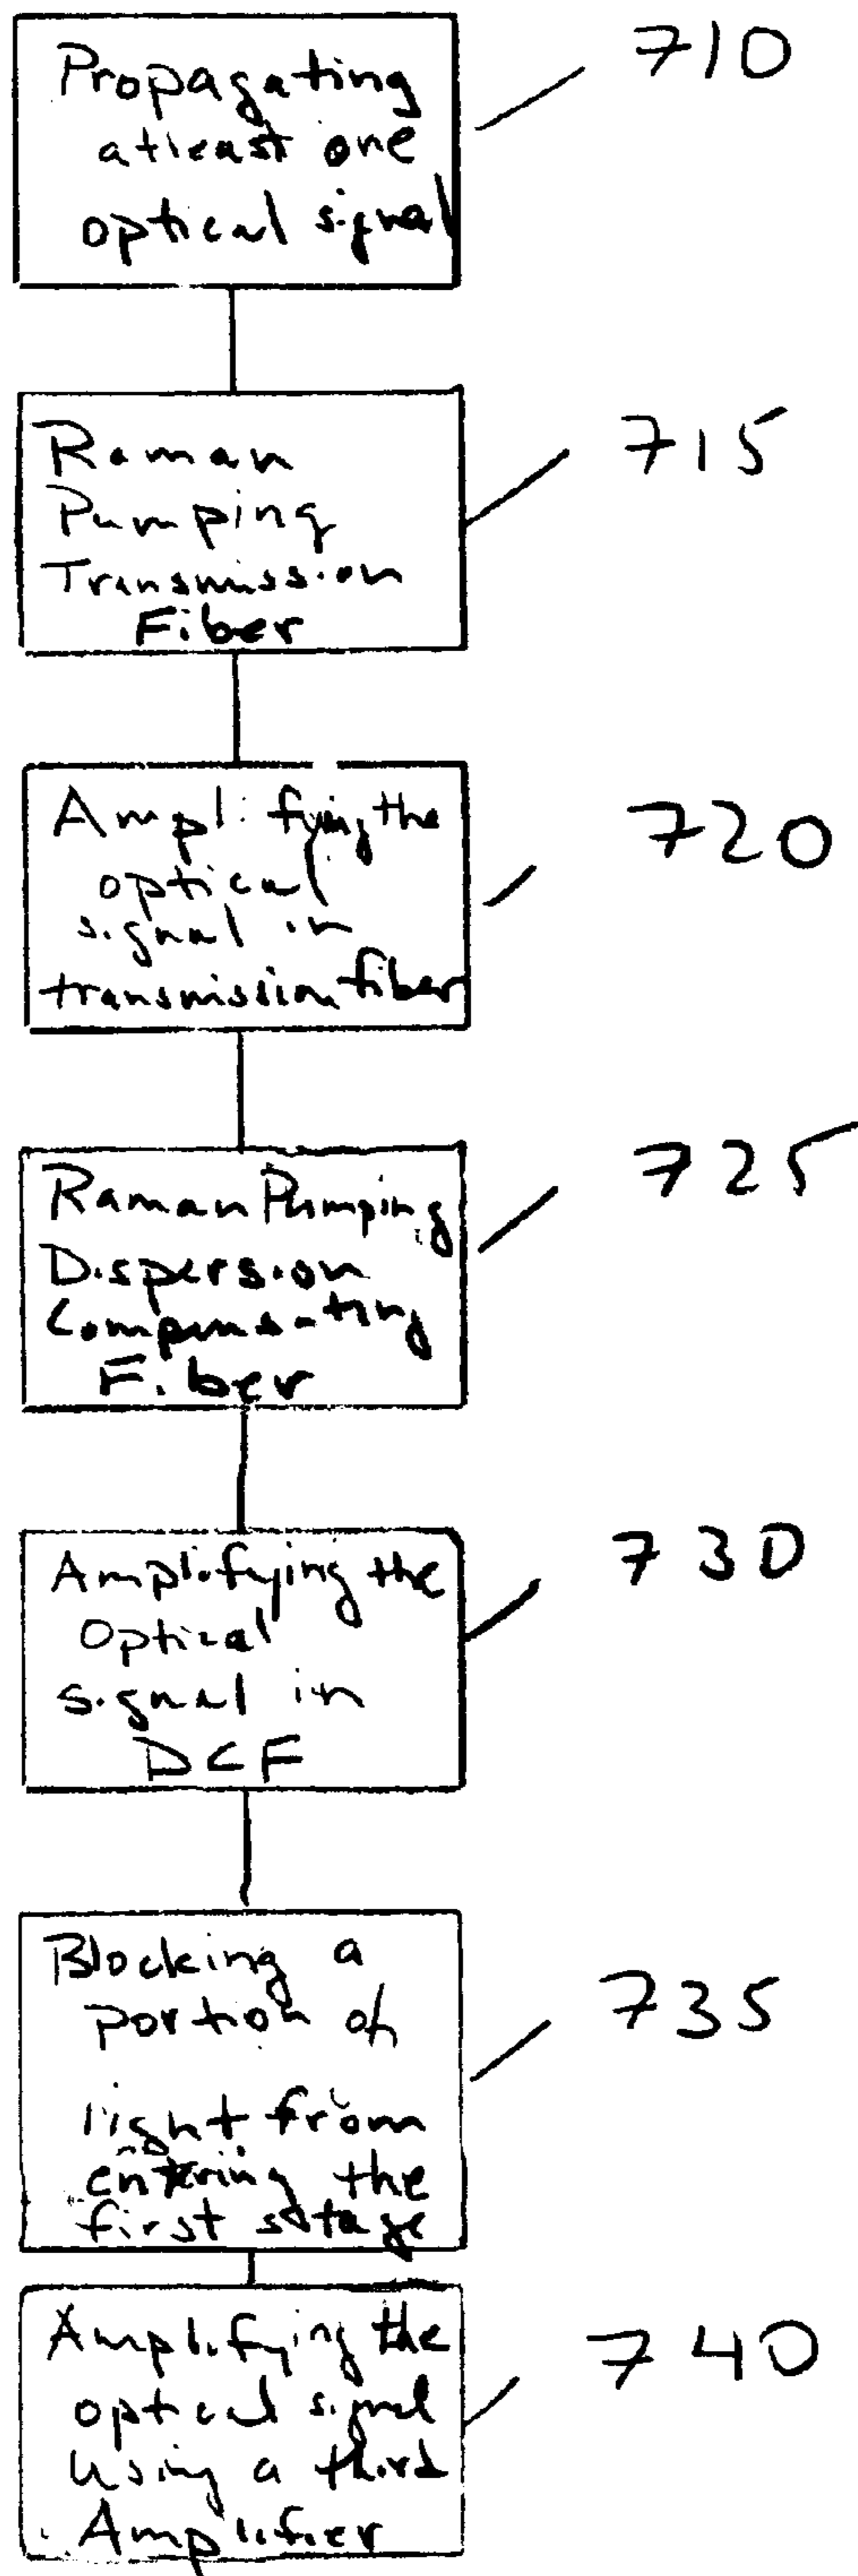 Propagating
atleast one
optical signal
710
Raman
Pumping
Transmission
Fiber
715
Amplifying the
optical
signal in
transmission fiber
720
Raman Pumping
Dispersion
Compensating
Fiber
725
Amplifying the
Optical
signal in
DCF
730
Blocking a
portion of
light from
entering the
first stage
735
Amplifying the
optical signal
using a third
Amplifier
740